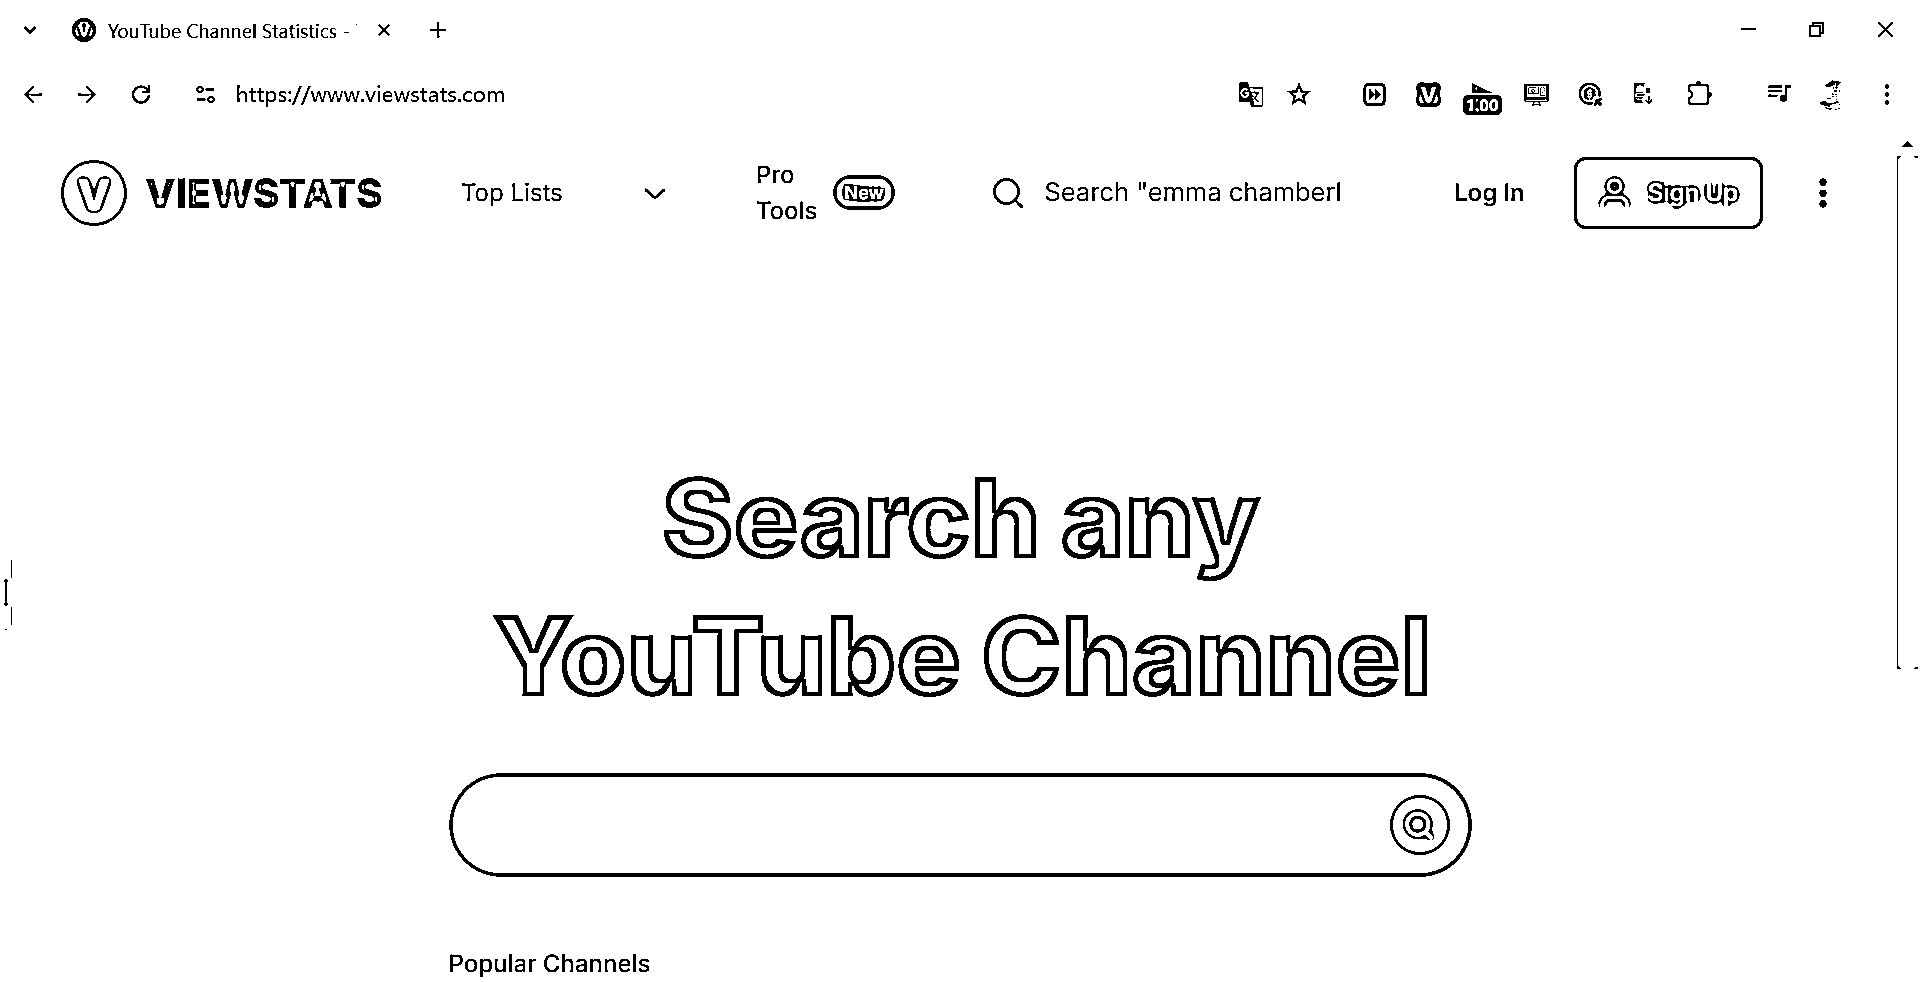 YouTube Channel Statistics -
https://www.viewstats.com
1.00
VIEWSTATS
Top Lists
Pro
Tools
New
Search "emma chamberl
Log In
Sign Up
Search any
YouTube Channel
Popular Channels